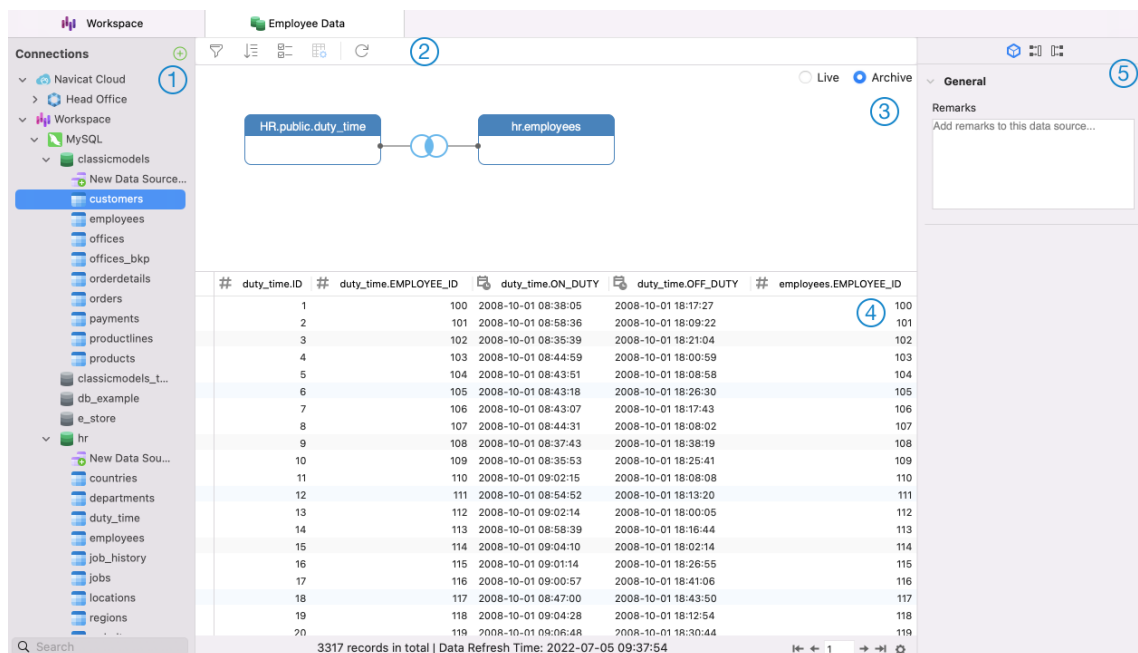 Workspace
Employee Data
Connections
1
Navicat Cloud
Head Office
Workspace
MySQL
classicmodels
New Data Source...
customers
employees
offices
offices_bkp
orderdetails
orders
payments
productlines
products
classicmodels_t...
db_example
e_store
hr
New Data Sou...
countries
departments
duty_time
employees
job_history
jobs
locations
regions
Search
2
Live Archive
3
HR.public.duty_time
hr.employees
# duty_time.ID # duty_time.EMPLOYEE_ID duty_time.ON_DUTY duty_time.OFF_DUTY # employees.EMPLOYEE_ID
4
1 100 2008-10-01 08:38:05 2008-10-01 18:17:27 100
2 101 2008-10-01 08:58:36 2008-10-01 18:09:22 101
3 102 2008-10-01 08:35:39 2008-10-01 18:21:04 102
4 103 2008-10-01 08:44:59 2008-10-01 18:00:59 103
5 104 2008-10-01 08:43:51 2008-10-01 18:08:58 104
6 105 2008-10-01 08:43:18 2008-10-01 18:26:30 105
7 106 2008-10-01 08:43:07 2008-10-01 18:17:43 106
8 107 2008-10-01 08:44:31 2008-10-01 18:08:02 107
9 108 2008-10-01 08:37:43 2008-10-01 18:38:19 108
10 109 2008-10-01 08:35:53 2008-10-01 18:25:41 109
11 110 2008-10-01 09:02:15 2008-10-01 18:08:08 110
12 111 2008-10-01 08:54:52 2008-10-01 18:13:20 111
13 112 2008-10-01 09:02:14 2008-10-01 18:00:05 112
14 113 2008-10-01 08:58:39 2008-10-01 18:16:44 113
15 114 2008-10-01 09:04:10 2008-10-01 18:02:14 114
16 115 2008-10-01 09:01:14 2008-10-01 18:26:55 115
17 116 2008-10-01 09:00:57 2008-10-01 18:41:06 116
18 117 2008-10-01 08:47:00 2008-10-01 18:43:50 117
19 118 2008-10-01 09:04:28 2008-10-01 18:12:54 118
20 119 2008-10-01 09:06:48 2008-10-01 18:30:44 119
3317 records in total | Data Refresh Time: 2022-07-05 09:37:54
1
5
General
Remarks
Add remarks to this data source...